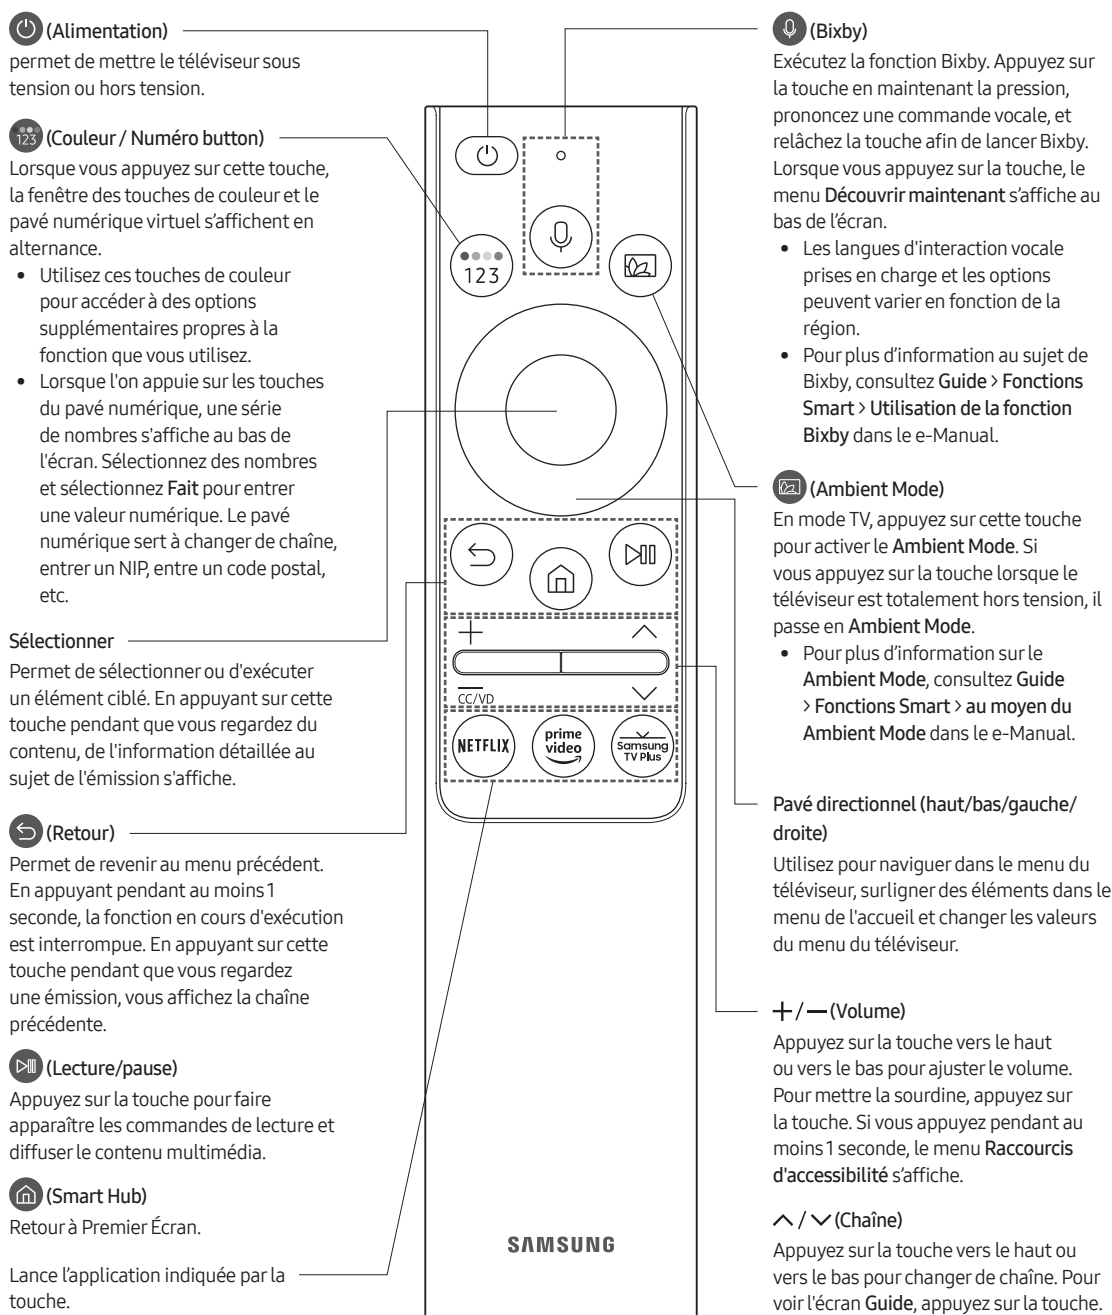 (Alimentation)
permet de mettre le téléviseur sous
tension ou hors tension.
123 (Couleur / Numéro button)
Lorsque vous appuyez sur cette touche,
la fenêtre des touches de couleur et le
pavé numérique virtuel s’affichent en
alternance.
• Utilisez ces touches de couleur
pour accéder à des options
supplémentaires propres à la
fonction que vous utilisez.
• Lorsque l'on appuie sur les touches
du pavé numérique, une série
de nombres s'affiche au bas de
l'écran. Sélectionnez des nombres
et sélectionnez Fait pour entrer
une valeur numérique. Le pavé
numérique sert à changer de chaîne,
entrer un NIP, entre un code postal,
etc.
Sélectionner
Permet de sélectionner ou d'exécuter
un élément ciblé. En appuyant sur cette
touche pendant que vous regardez du
contenu, de l'information détaillée au
sujet de l'émission s'affiche.
(Retour)
Permet de revenir au menu précédent.
En appuyant pendant au moins 1
seconde, la fonction en cours d'exécution
est interrompue. En appuyant sur cette
touche pendant que vous regardez
une émission, vous affichez la chaîne
précédente.
(Lecture/pause)
Appuyez sur la touche pour faire
apparaître les commandes de lecture et
diffuser le contenu multimédia.
(Smart Hub)
Retour à Premier Écran.
Lance l’application indiquée par la
touche.
123
+
CC/VD
NETFLIX
prime
video
Samsung
TV Plus
SAMSUNG
(Bixby)
Exécutez la fonction Bixby. Appuyez sur
la touche en maintenant la pression,
prononcez une commande vocale, et
relâchez la touche afin de lancer Bixby.
Lorsque vous appuyez sur la touche, le
menu Découvrir maintenant s’affiche au
bas de l’écran.
• Les langues d'interaction vocale
prises en charge et les options
peuvent varier en fonction de la
région.
• Pour plus d’information au sujet de
Bixby, consultez Guide > Fonctions
Smart > Utilisation de la fonction
Bixby dans le e-Manual.
(Ambient Mode)
En mode TV, appuyez sur cette touche
pour activer le Ambient Mode. Si
vous appuyez sur la touche lorsque le
téléviseur est totalement hors tension, il
passe en Ambient Mode.
• Pour plus d’information sur le
Ambient Mode, consultez Guide
> Fonctions Smart > au moyen du
Ambient Mode dans le e-Manual.
Pavé directionnel (haut/bas/gauche/
droite)
Utilisez pour naviguer dans le menu du
téléviseur, surligner des éléments dans le
menu de l'accueil et changer les valeurs
du menu du téléviseur.
+ / — (Volume)
Appuyez sur la touche vers le haut
ou vers le bas pour ajuster le volume.
Pour mettre la sourdine, appuyez sur
la touche. Si vous appuyez pendant au
moins 1 seconde, le menu Raccourcis
d'accessibilité s’affiche.
/ (Chaîne)
Appuyez sur la touche vers le haut ou
vers le bas pour changer de chaîne. Pour
voir l'écran Guide, appuyez sur la touche.